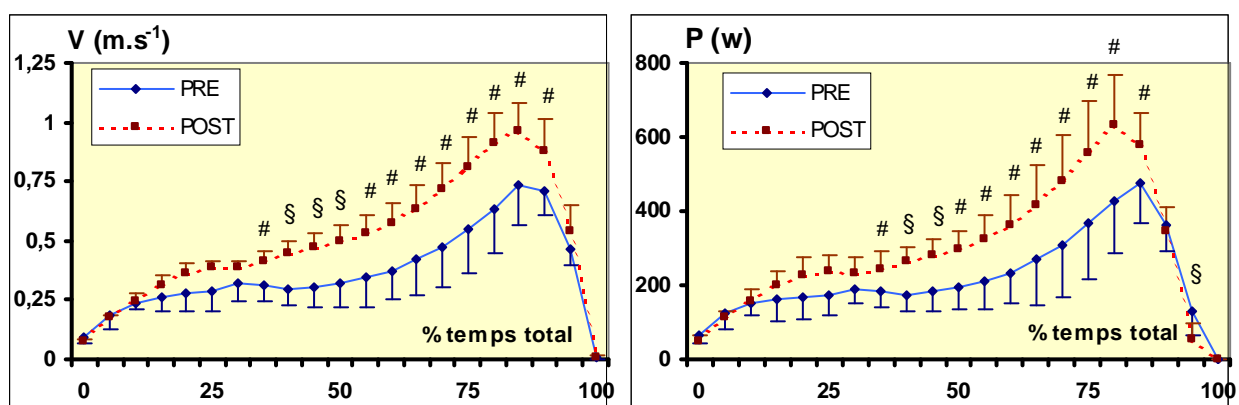 V (m.s⁻¹)
1,25
1
0,75
0,5
0,25
0
PRE
POST
# § § § # # # # # # # #
% temps total
0 25 50 75 100
P (w)
800
600
400
200
0
PRE
POST
# § § # # # # # # # #
§
% temps total
0 25 50 75 100